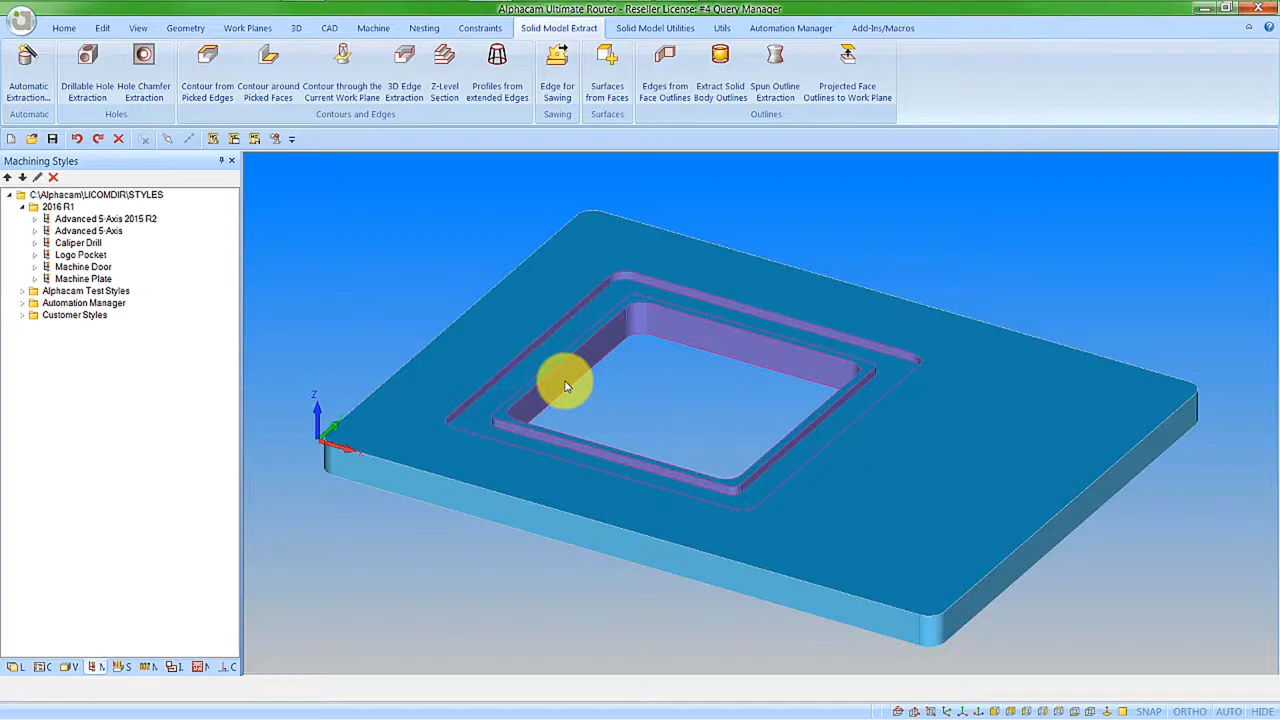 Alphacam Ultimate Router - Reseller License: #4 Query Manager
Home Edit View Geometry Work Planes 3D CAD Machine Nesting Constraints Solid Model Extract Solid Model Utilities Utils Automation Manager Add-Ins/Macros
Automatic Extraction...
Drillable Hole Extraction
Hole Chamfer Extraction
Contour from Picked Edges
Contour around Picked Faces
Contour through the Current Work Plane
3D Edge Extraction
Z-Level Section
Profiles from extended Edges
Edge for Sawing
Surfaces from Faces
Edges from Face Outlines
Extract Solid Body Outlines
Spun Outline Extraction
Projected Face Outlines to Work Plane
Automatic Holes Contours and Edges Sawing Surfaces Outlines
Machining Styles
C:\Alphacam\LICOMDIR\STYLES
2016 R1
Advanced 5-Axis 2015 R2
Advanced 5-Axis
Caliper Drill
Logo Pocket
Machine Door
Machine Plate
Alphacam Test Styles
Automation Manager
Customer Styles
Z
X
L C V M S M I. N C
SNAP ORTHO AUTO HIDE